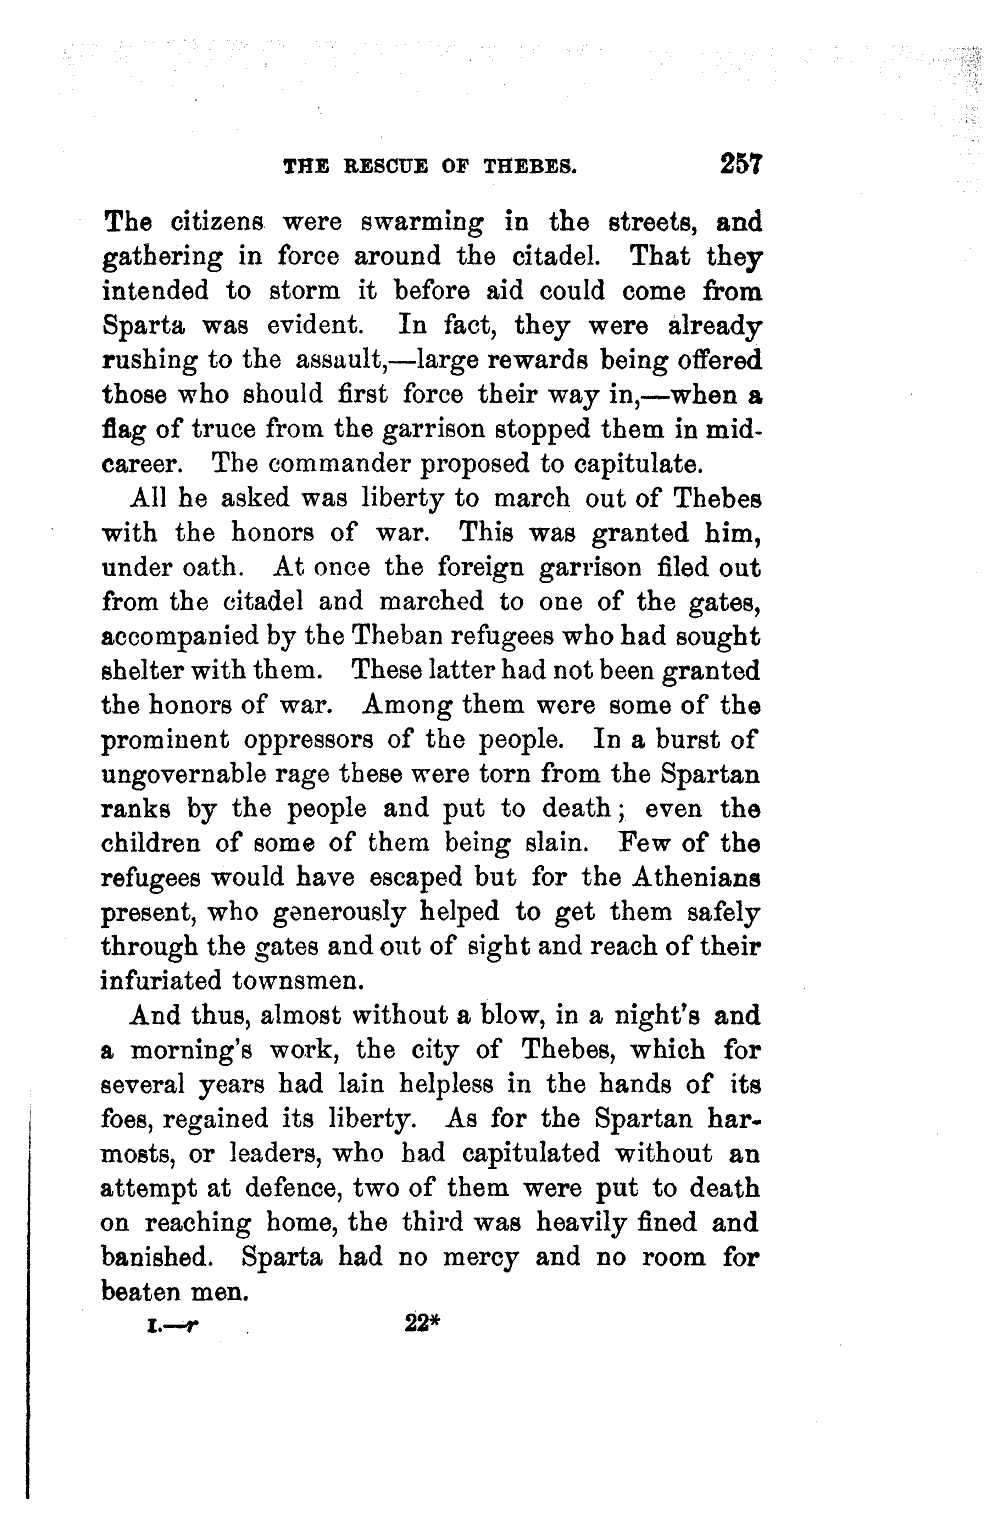 THE RESCUE OF THEBES. 257
The citizens were swarming in the streets, and
gathering in force around the citadel. That they
intended to storm it before aid could come from
Sparta was evident. In fact, they were already
rushing to the assault,—large rewards being offered
those who should first force their way in,—when a
flag of truce from the garrison stopped them in mid-
career. The commander proposed to capitulate.
All he asked was liberty to march out of Thebes
with the honors of war. This was granted him,
under oath. At once the foreign garrison filed out
from the citadel and marched to one of the gates,
accompanied by the Theban refugees who had sought
shelter with them. These latter had not been granted
the honors of war. Among them were some of the
prominent oppressors of the people. In a burst of
ungovernable rage these were torn from the Spartan
ranks by the people and put to death; even the
children of some of them being slain. Few of the
refugees would have escaped but for the Athenians
present, who generously helped to get them safely
through the gates and out of sight and reach of their
infuriated townsmen.
And thus, almost without a blow, in a night's and
a morning's work, the city of Thebes, which for
several years had lain helpless in the hands of its
foes, regained its liberty. As for the Spartan har-
mosts, or leaders, who had capitulated without an
attempt at defence, two of them were put to death
on reaching home, the third was heavily fined and
banished. Sparta had no mercy and no room for
beaten men.
I.—r 22*